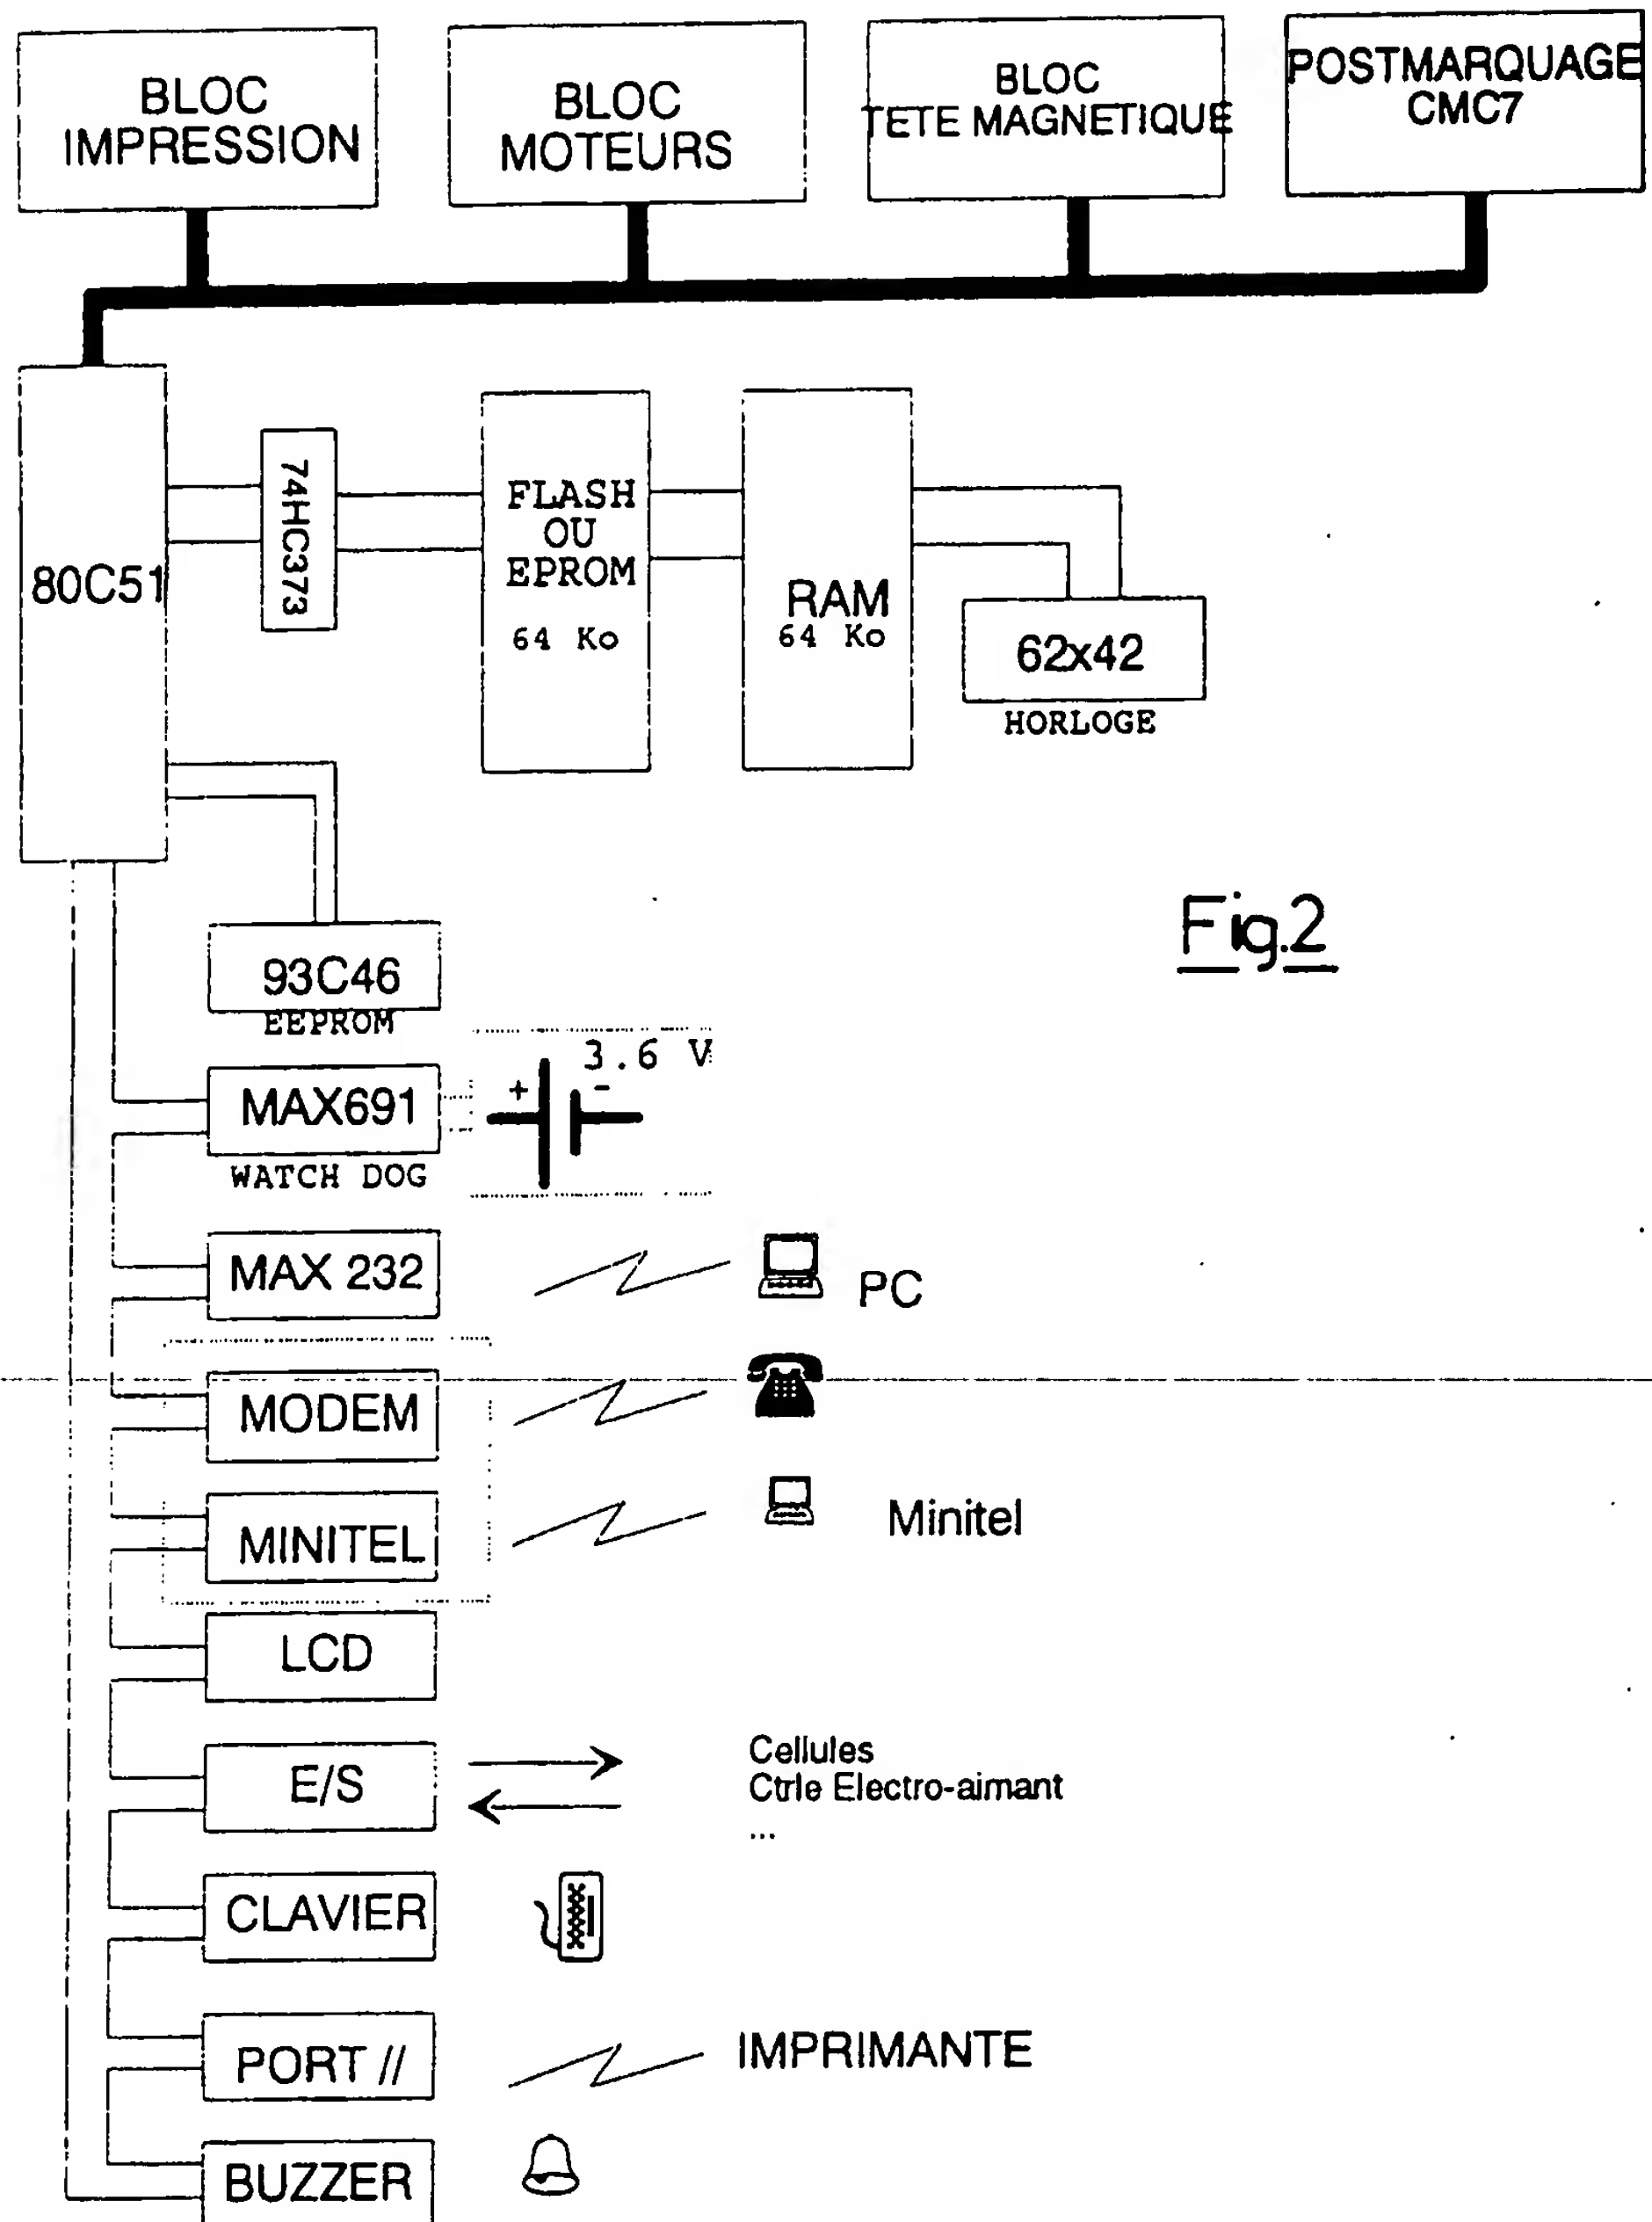 BLOC
IMPRESSION
BLOC
MOTEURS
BLOC
TETE MAGNETIQUE
POSTMARQUAGE
CMC7
80C51
74HC373
FLASH
OU
EPROM
64 Ko
RAM
64 Ko
62x42
HORLOGE
93C46
EEPROM
Fig.2
MAX691
WATCH DOG
+ -
3.6 V
MAX 232
PC
MODEM
MINITEL
Minitel
LCD
E/S
Cellules
Ctrle Electro-aimant
...
CLAVIER
PORT //
IMPRIMANTE
BUZZER